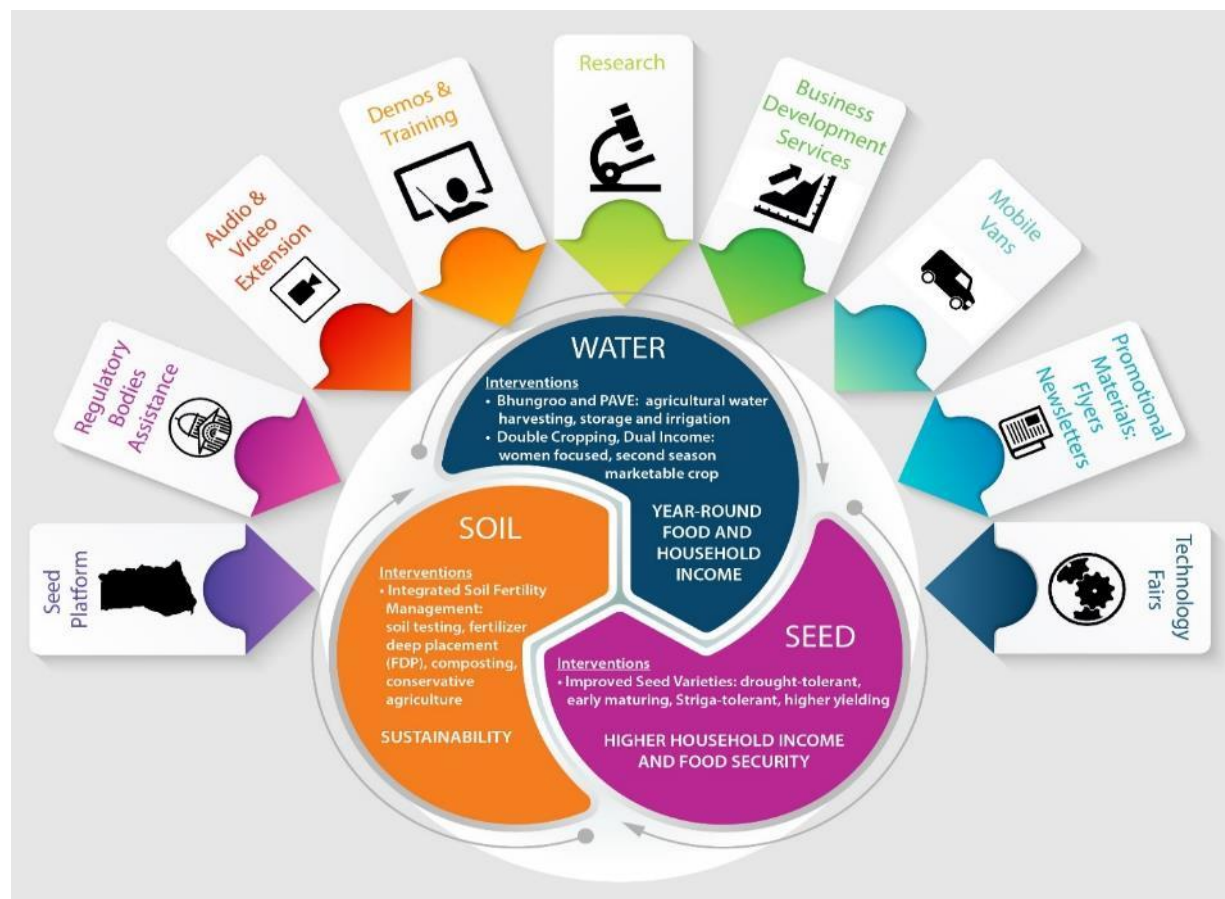 Seed
Platform
Regulatory
Bodies
Assistance
Audio &
Video
Extension
Demos &
Training
Research
Business
Development
Services
Mobile
Vans
Promotional
Materials:
Flyers
Newsletters
Technology
Fairs
WATER
Interventions
• Bhungroo and PAVE: agricultural water
harvesting, storage and irrigation
• Double Cropping, Dual Income:
women focused, second season
marketable crop
YEAR-ROUND
FOOD AND
HOUSEHOLD
INCOME
SOIL
Interventions
• Integrated Soil Fertility
Management:
soil testing, fertilizer
deep placement
(FDP), composting,
conservative
agriculture
SUSTAINABILITY
SEED
Interventions
• Improved Seed Varieties: drought-tolerant,
early maturing, Striga-tolerant, higher yielding
HIGHER HOUSEHOLD INCOME
AND FOOD SECURITY